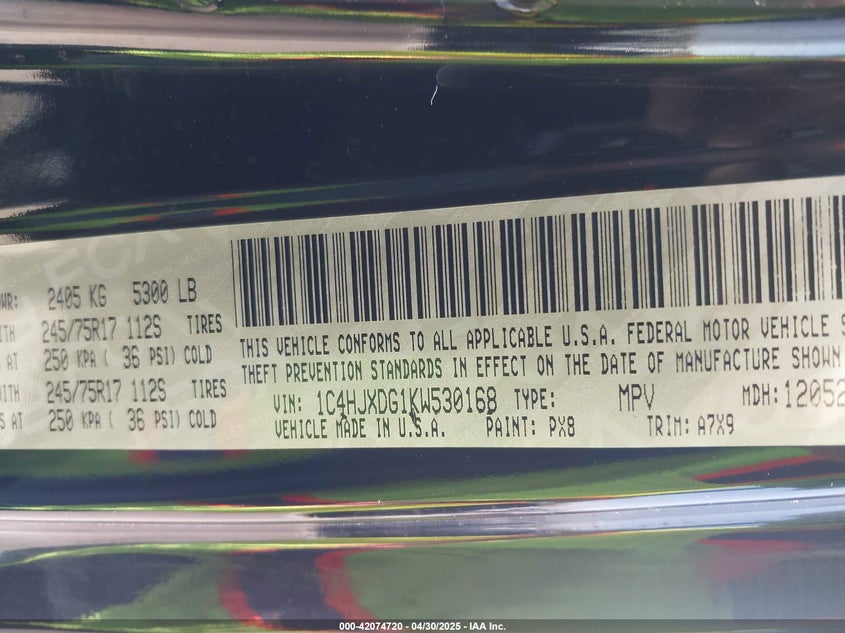 WR: 2405 KG 5300 LB
WITH 245/75R17 112S TIRES
AT 250 KPA ( 36 PSI) COLD
WITH 245/75R17 112S TIRES
S AT 250 KPA ( 36 PSI) COLD
THIS VEHICLE CONFORMS TO ALL APPLICABLE U.S.A. FEDERAL MOTOR VEHICLE S
THEFT PREVENTION STANDARDS IN EFFECT ON THE DATE OF MANUFACTURE SHOWN
VIN: 1C4HJXDG1KW530168 TYPE: MPV MDH: 12052
VEHICLE MADE IN U.S.A. PAINT: PX8 TRIM: A7X9
000-42074720 - 04/30/2025 - IAA Inc.